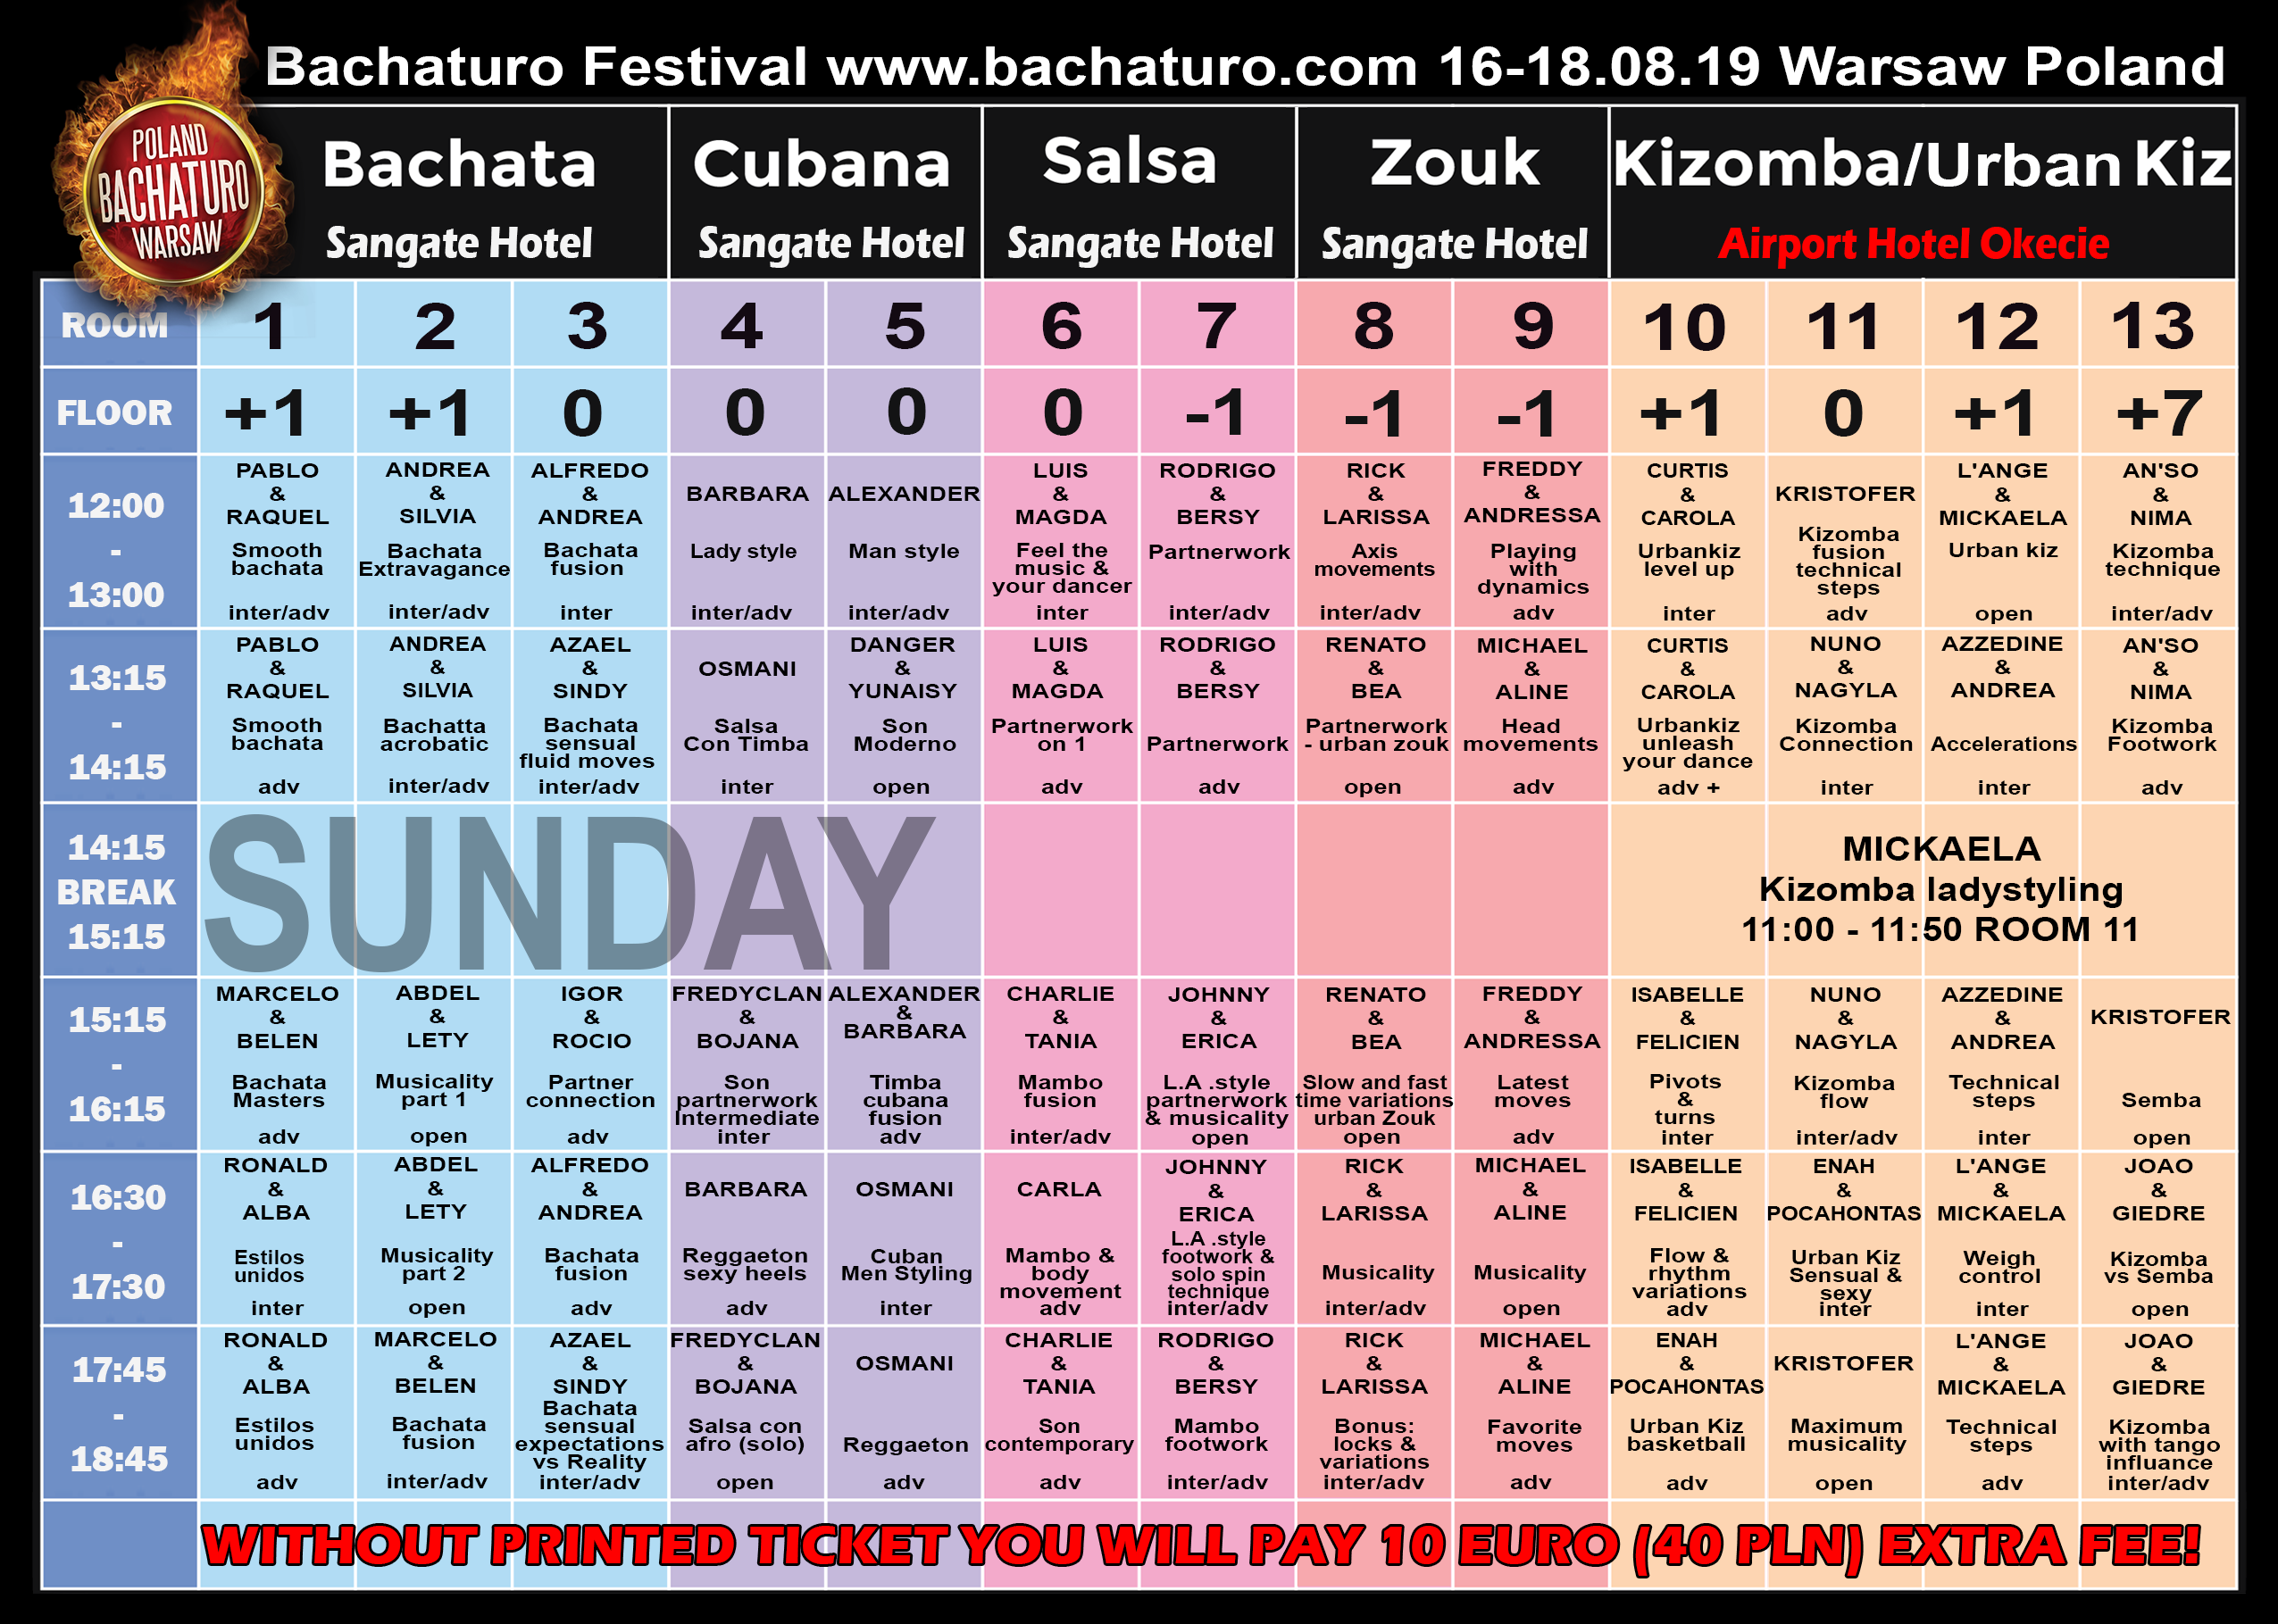 Bachaturo Festival www.bachaturo.com 16-18.08.19 Warsaw Poland
POLAND
BACHATURO
WARSAW
Bachata
Cubana
Salsa
Zouk
Kizomba/Urban Kiz
Sangate Hotel
Sangate Hotel
Sangate Hotel
Sangate Hotel
Airport Hotel Okecie
ROOM 1 2 3 4 5 6 7 8 9 10 11 12 13
FLOOR +1 +1 0 0 0 0 -1 -1 -1 +1 0 +1 +7
12:00
-
13:00
PABLO
&
RAQUEL
Smooth
bachata
inter/adv
ANDREA
&
SILVIA
Bachata
Extravagance
inter/adv
ALFREDO
&
ANDREA
Bachata
fusion
inter
BARBARA
Lady style
inter/adv
ALEXANDER
Man style
inter/adv
LUIS
&
MAGDA
Feel the
music &
your dancer
inter
RODRIGO
&
BERSY
Partnerwork
inter/adv
RICK
&
LARISSA
Axis
movements
inter/adv
FREDDY
&
ANDRESSA
Playing
with
dynamics
adv
CURTIS
&
CAROLA
Urbankiz
level up
inter
KRISTOFER
Kizomba
fusion
technical
steps
adv
L'ANGE
&
MICKAELA
Urban kiz
open
AN'SO
&
NIMA
Kizomba
technique
inter/adv
13:15
-
14:15
PABLO
&
RAQUEL
Smooth
bachata
adv
ANDREA
&
SILVIA
Bachatta
acrobatic
inter/adv
AZAEL
&
SINDY
Bachata
sensual
fluid moves
inter/adv
OSMANI
Salsa
Con Timba
inter
DANGER
&
YUNAISY
Son
Moderno
open
LUIS
&
MAGDA
Partnerwork
on 1
adv
RODRIGO
&
BERSY
Partnerwork
adv
RENATO
&
BEA
Partnerwork
- urban zouk
open
MICHAEL
&
ALINE
Head
movements
adv
CURTIS
&
CAROLA
Urbankiz
unleash
your dance
adv +
NUNO
&
NAGYLA
Kizomba
Connection
inter
AZZEDINE
&
ANDREA
Accelerations
inter
AN'SO
&
NIMA
Kizomba
Footwork
adv
14:15
BREAK
15:15
SUNDAY
MICKAELA
Kizomba ladystyling
11:00 - 11:50 ROOM 11
15:15
-
16:15
MARCELO
&
BELEN
Bachata
Masters
adv
ABDEL
&
LETY
Musicality
part 1
open
IGOR
&
ROCIO
Partner
connection
adv
FREDYCLAN
&
BOJANA
Son
partnerwork
Intermediate
inter
ALEXANDER
&
BARBARA
Timba
cubana
fusion
adv
CHARLIE
&
TANIA
Mambo
fusion
inter/adv
JOHNNY
&
ERICA
L.A .style
partnerwork
& musicality
open
RENATO
&
BEA
Slow and fast
time variations
urban Zouk
open
FREDDY
&
ANDRESSA
Latest
moves
adv
ISABELLE
&
FELICIEN
Pivots
&
turns
inter
NUNO
&
NAGYLA
Kizomba
flow
inter/adv
AZZEDINE
&
ANDREA
Technical
steps
inter
KRISTOFER
Semba
open
16:30
-
17:30
RONALD
&
ALBA
Estilos
unidos
inter
ABDEL
&
LETY
Musicality
part 2
open
ALFREDO
&
ANDREA
Bachata
fusion
adv
BARBARA
Reggaeton
sexy heels
adv
OSMANI
Cuban
Men Styling
inter
CARLA
Mambo &
body
movement
adv
JOHNNY
&
ERICA
L.A .style
footwork &
solo spin
technique
inter/adv
RICK
&
LARISSA
Musicality
inter/adv
MICHAEL
&
ALINE
Musicality
open
ISABELLE
&
FELICIEN
Flow &
rhythm
variations
adv
ENAH
&
POCAHONTAS
Urban Kiz
Sensual &
sexy
inter
L'ANGE
&
MICKAELA
Weigh
control
inter
JOAO
&
GIEDRE
Kizomba
vs Semba
open
17:45
-
18:45
RONALD
&
ALBA
Estilos
unidos
adv
MARCELO
&
BELEN
Bachata
fusion
inter/adv
AZAEL
&
SINDY
Bachata
sensual
expectations
vs Reality
inter/adv
FREDYCLAN
&
BOJANA
Salsa con
afro (solo)
open
OSMANI
Reggaeton
adv
CHARLIE
&
TANIA
Son
contemporary
adv
RODRIGO
&
BERSY
Mambo
footwork
inter/adv
RICK
&
LARISSA
Bonus:
locks &
variations
inter/adv
MICHAEL
&
ALINE
Favorite
moves
adv
ENAH
&
POCAHONTAS
Urban Kiz
basketball
adv
KRISTOFER
Maximum
musicality
open
L'ANGE
&
MICKAELA
Technical
steps
adv
JOAO
&
GIEDRE
Kizomba
with tango
influance
inter/adv
WITHOUT PRINTED TICKET YOU WILL PAY 10 EURO (40 PLN) EXTRA FEE!